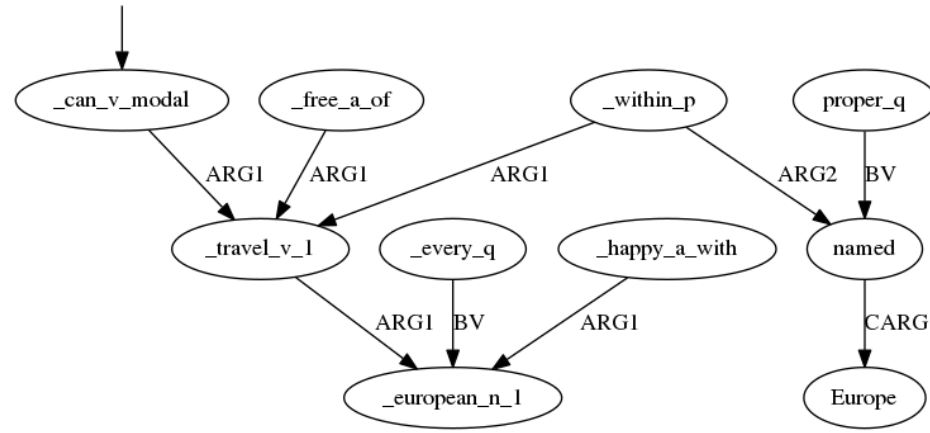 _can_v_modal _free_a_of _within_p proper_q
ARG1 ARG1 ARG1 ARG2 BV
_travel_v_1 _every_q _happy_a_with named
ARG1 BV ARG1 CARG
_european_n_1 Europe